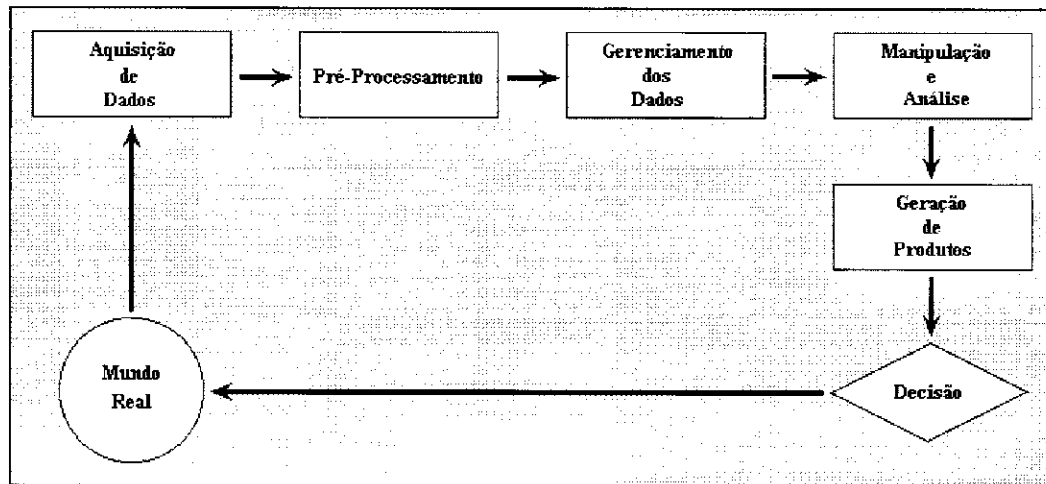 Aquisição
de
Dados
Pré-Processamento
Gerenciamento
dos
Dados
Manipulação
e
Análise
Geração
de
Produtos
Mundo
Real
Decisão